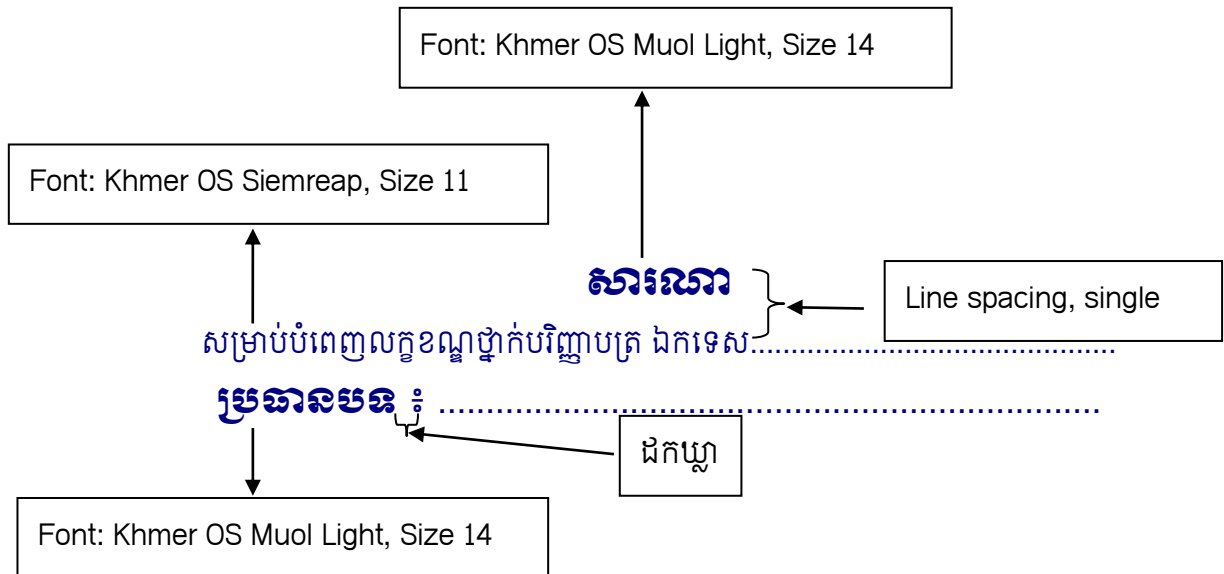 Font: Khmer OS Muol Light, Size 14
Font: Khmer OS Siemreap, Size 11
សារណា
Line spacing, single
សម្រាប់បំពេញលក្ខខណ្ឌថ្នាក់បរិញ្ញាបត្រ ឯកទេស..............................................
ប្រធានបទ ៖ ..........................................................................
ដកឃ្លា
Font: Khmer OS Muol Light, Size 14